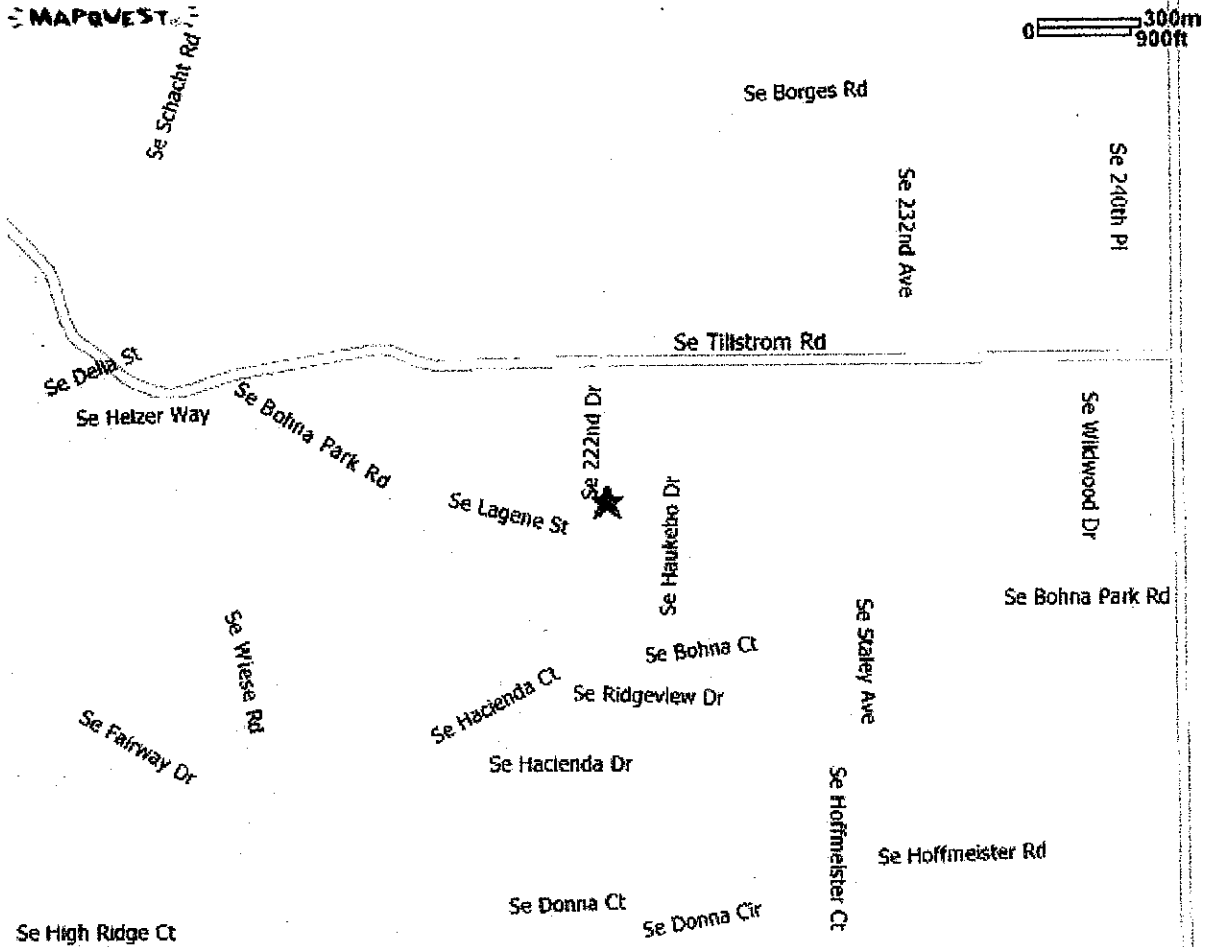 MAPQUEST
0 300m
900ft
Se Schacht Rd
Se Borges Rd
Se 240th Pl
Se 232nd Ave
Se Tillstrom Rd
Se Della St
Se Helzer Way
Se Bohna Park Rd
Se 222nd Dr
Se Wildwood Dr
Se Lagene St
Se Haukebo Dr
Se Bohna Park Rd
Se Wiese Rd
Se Staley Ave
Se Bohna Ct
Se Hacienda Ct
Se Ridgeview Dr
Se Fairway Dr
Se Hacienda Dr
Se Hoffmeister Ct
Se Hoffmeister Rd
Se Donna Ct
Se Donna Cir
Se High Ridge Ct